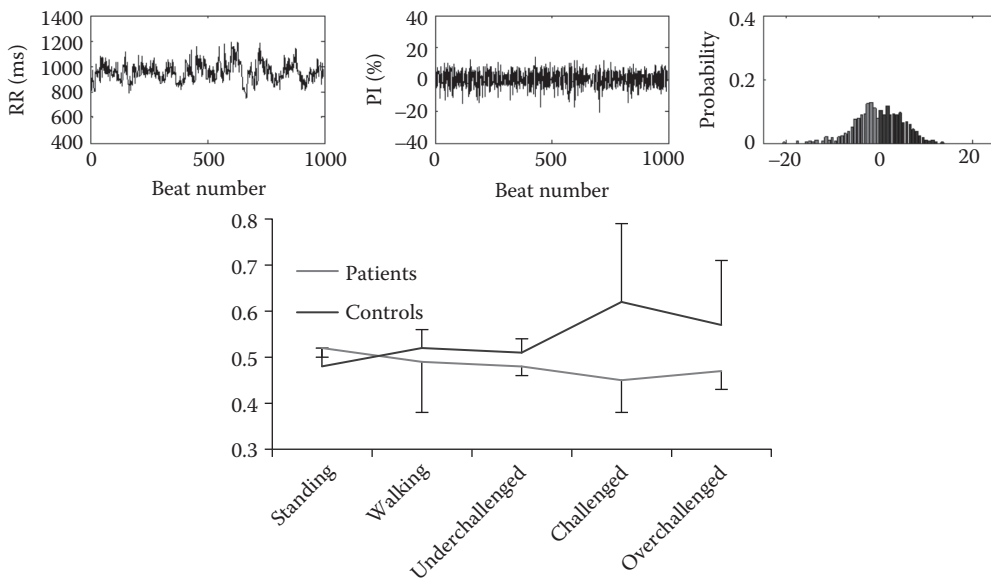 RR (ms)
1400
1200
1000
800
600
400
0
500
1000
Beat number
PI (%)
40
20
0
−20
−40
0
500
1000
Beat number
Probability
0.4
0.2
0
−20
0
20
0.8
0.7
0.6
0.5
0.4
0.3
Patients
Controls
Standing
Walking
Underchallenged
Challenged
Overchallenged